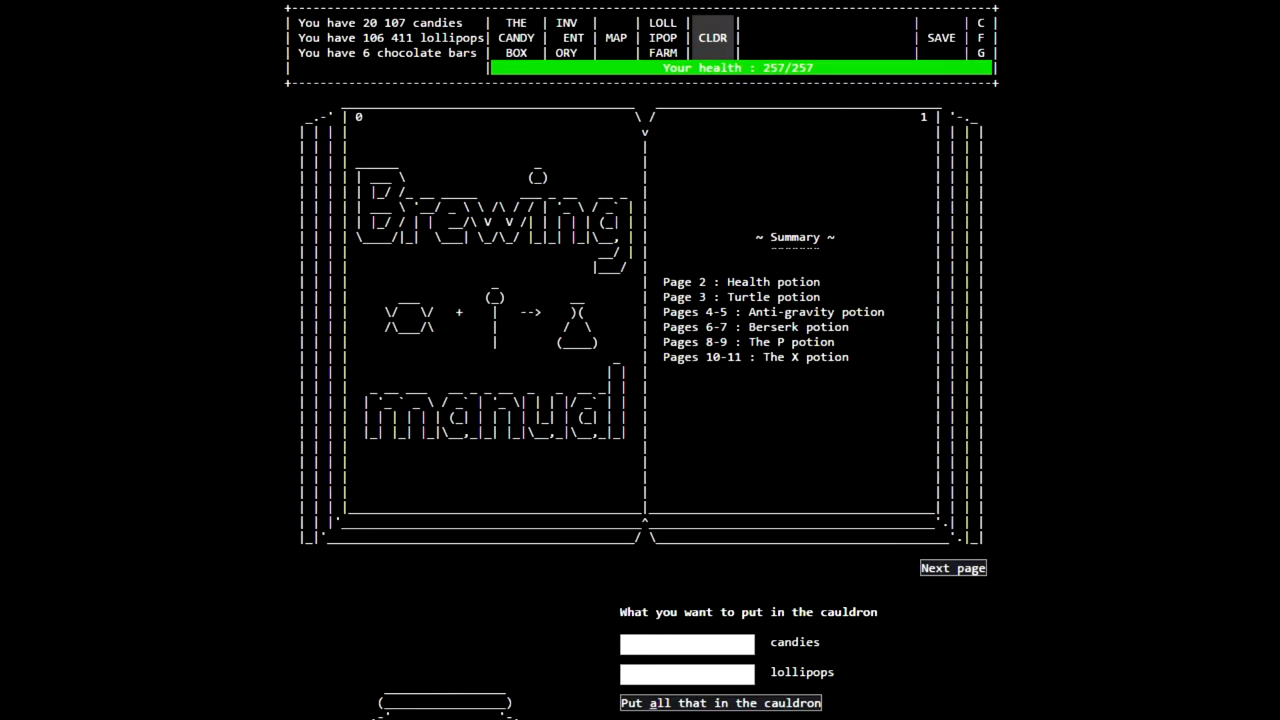 You have 20 107 candies
You have 106 411 lollipops
You have 6 chocolate bars
THE CANDY BOX
INV ENT ORY
MAP
LOLL IPOP FARM
CLDR
SAVE
C F G
Your health : 257/257
0
1
Brewing
manual
~ Summary ~
Page 2 : Health potion
Page 3 : Turtle potion
Pages 4-5 : Anti-gravity potion
Pages 6-7 : Berserk potion
Pages 8-9 : The P potion
Pages 10-11 : The X potion
Next page
What you want to put in the cauldron
candies
lollipops
Put all that in the cauldron